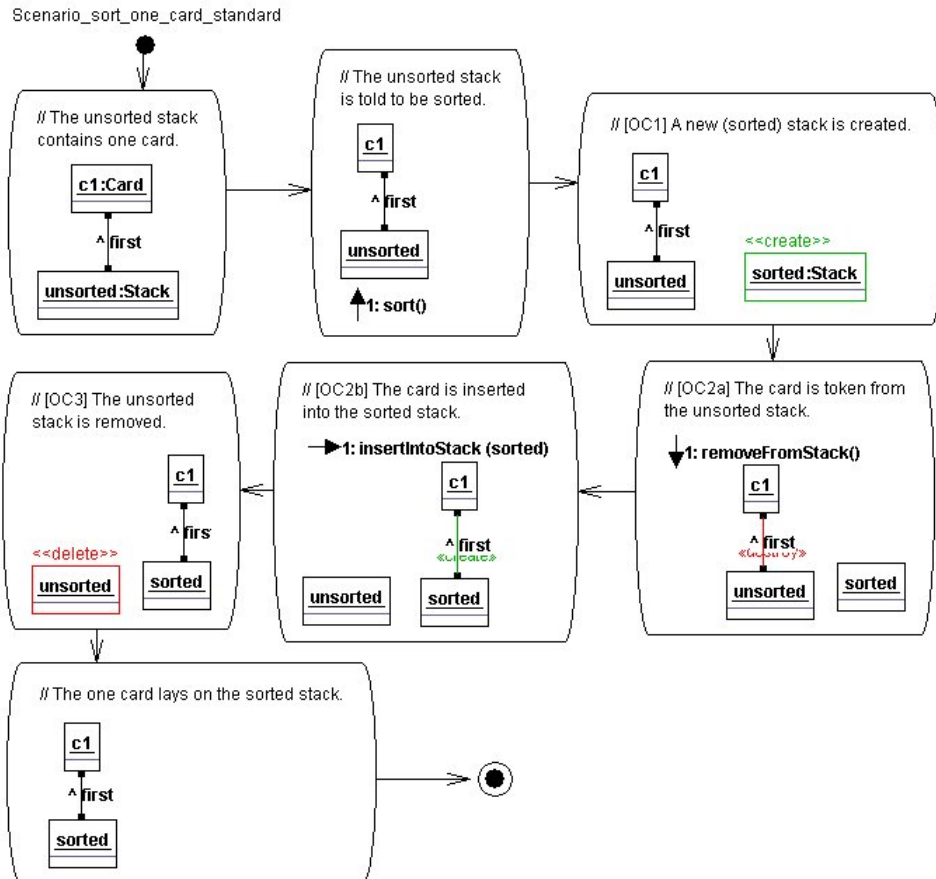 Scenario_sort_one_card_standard
// The unsorted stack
contains one card.
c1:Card
^ first
unsorted:Stack
// The unsorted stack
is told to be sorted.
c1
^ first
unsorted
1: sort()
// [OC1] A new (sorted) stack is created.
c1
^ first
unsorted
<<create>>
sorted:Stack
// [OC2a] The card is token from
the unsorted stack.
1: removeFromStack()
c1
^ first
«destroy»
unsorted
sorted
// [OC2b] The card is inserted
into the sorted stack.
1: insertIntoStack (sorted)
c1
^ first
«create»
unsorted
sorted
// [OC3] The unsorted
stack is removed.
c1
^ firs
<<delete>>
unsorted
sorted
// The one card lays on the sorted stack.
c1
^ first
sorted